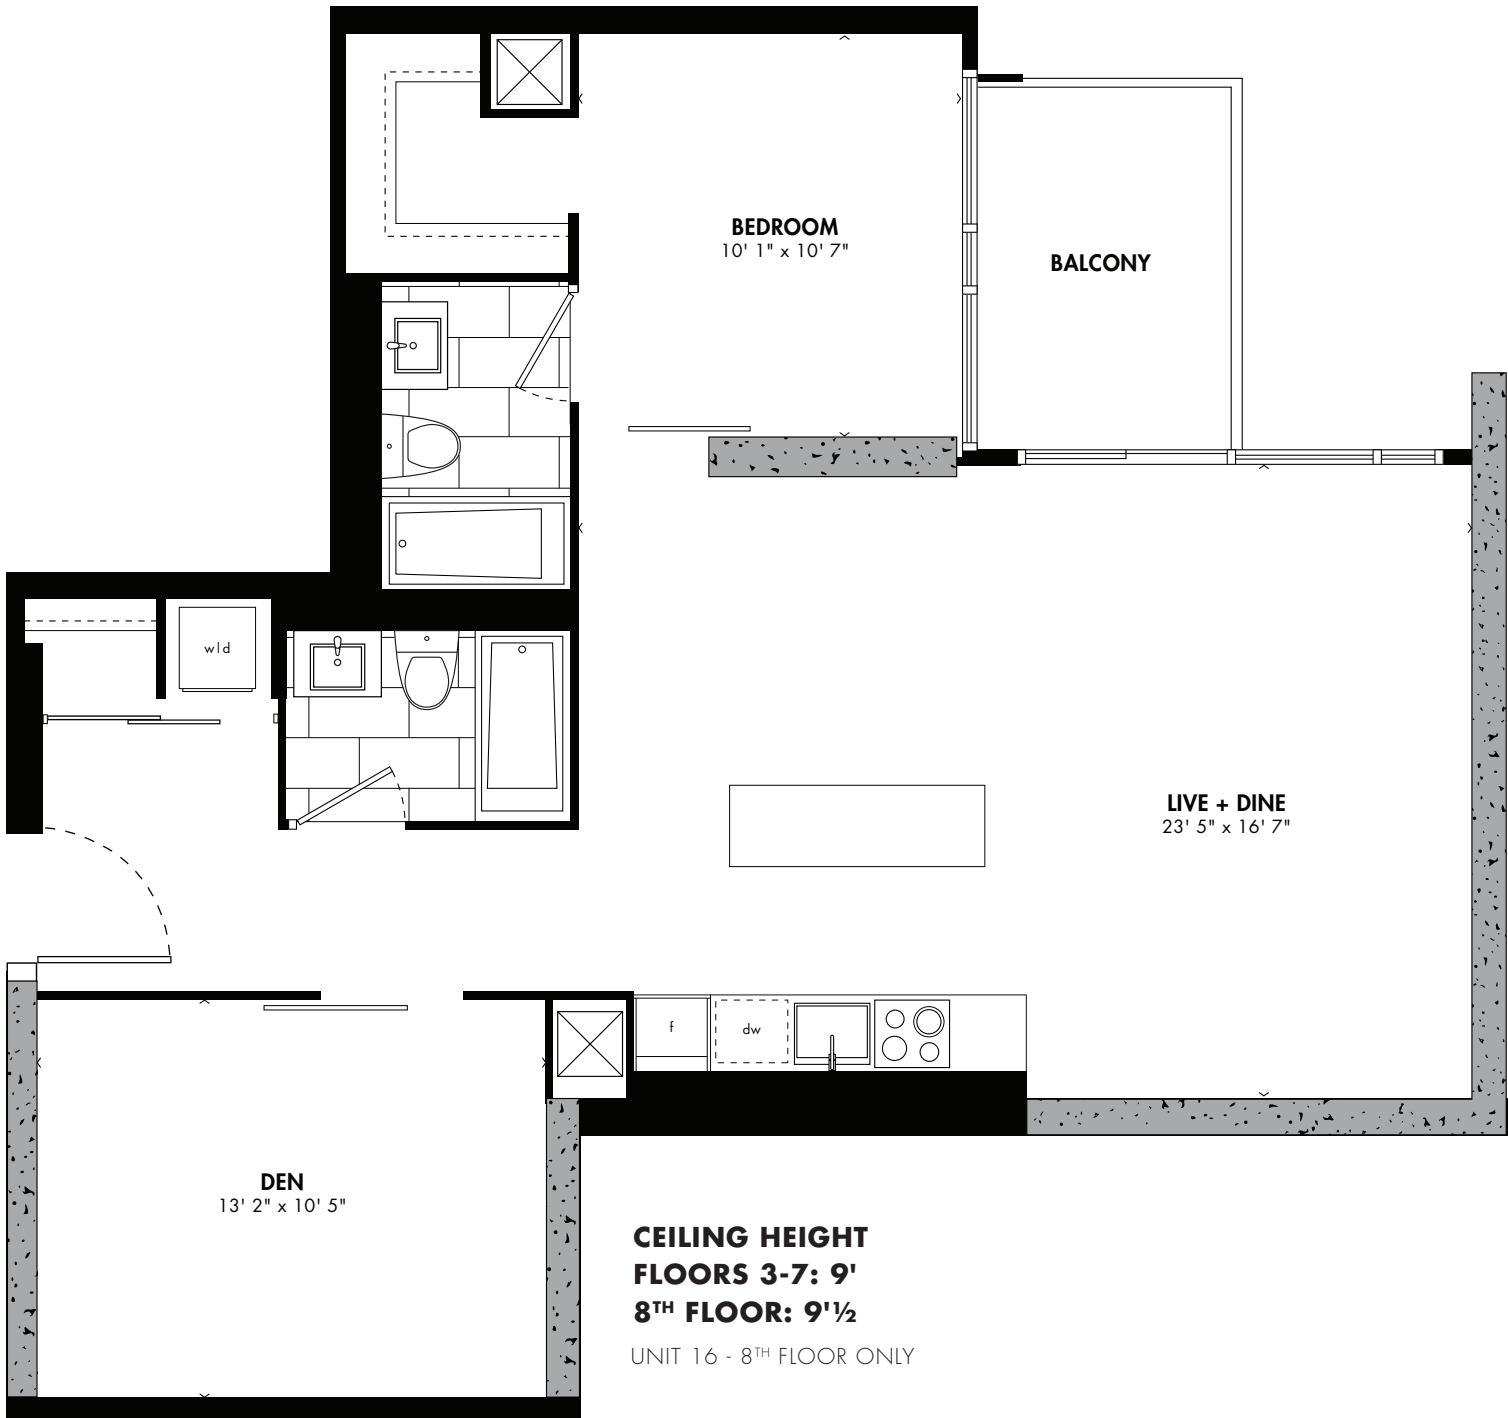 BEDROOM
10' 1" x 10' 7"
BALCONY
wld
LIVE + DINE
23' 5" x 16' 7"
f
dw
DEN
13' 2" x 10' 5"
CEILING HEIGHT
FLOORS 3-7: 9'
8TH FLOOR: 9'½
UNIT 16 - 8TH FLOOR ONLY